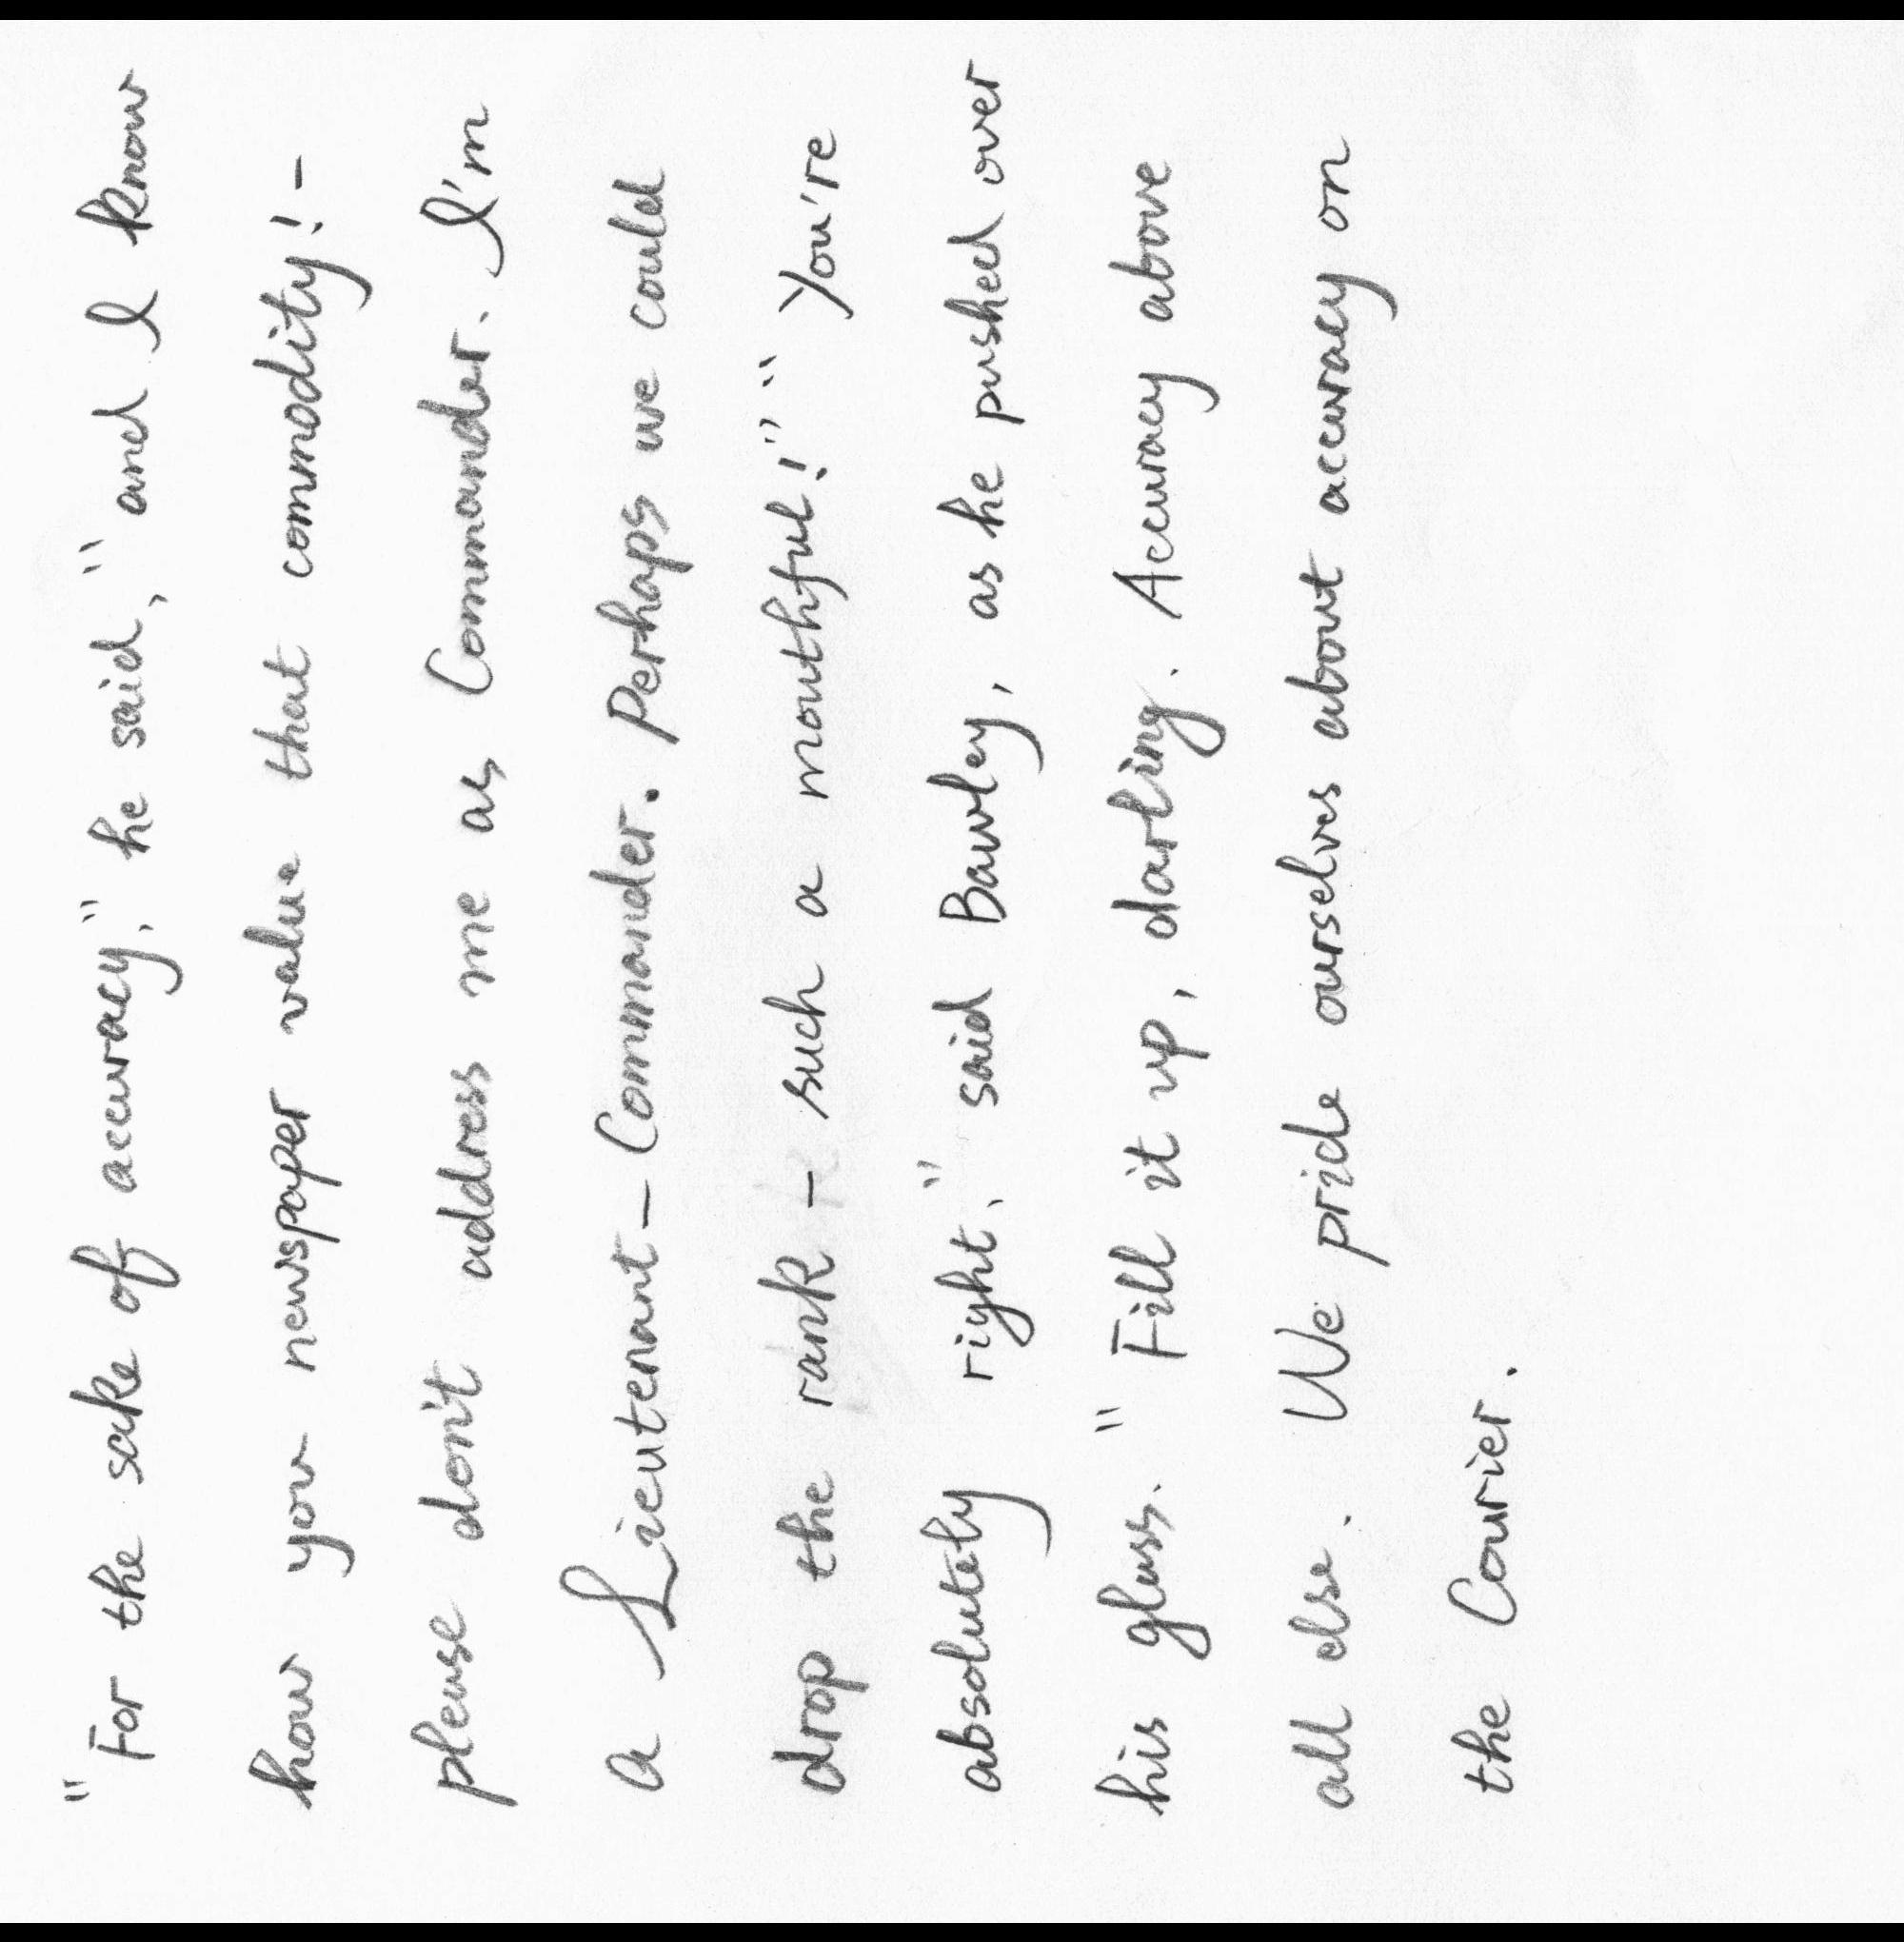 "For the sake of accuracy," he said, "and I know
how you newspaper value that commodity! -
please don't address me as Commander. I'm
a Lieutenant-Commander. Perhaps we could
drop the rank - such a mouthful!" "You're
absolutely right," said Bawley, as he pushed over
his glass. "Fill it up, darling. Accuracy above
all else. We pride ourselves about accuracy on
the Courier.